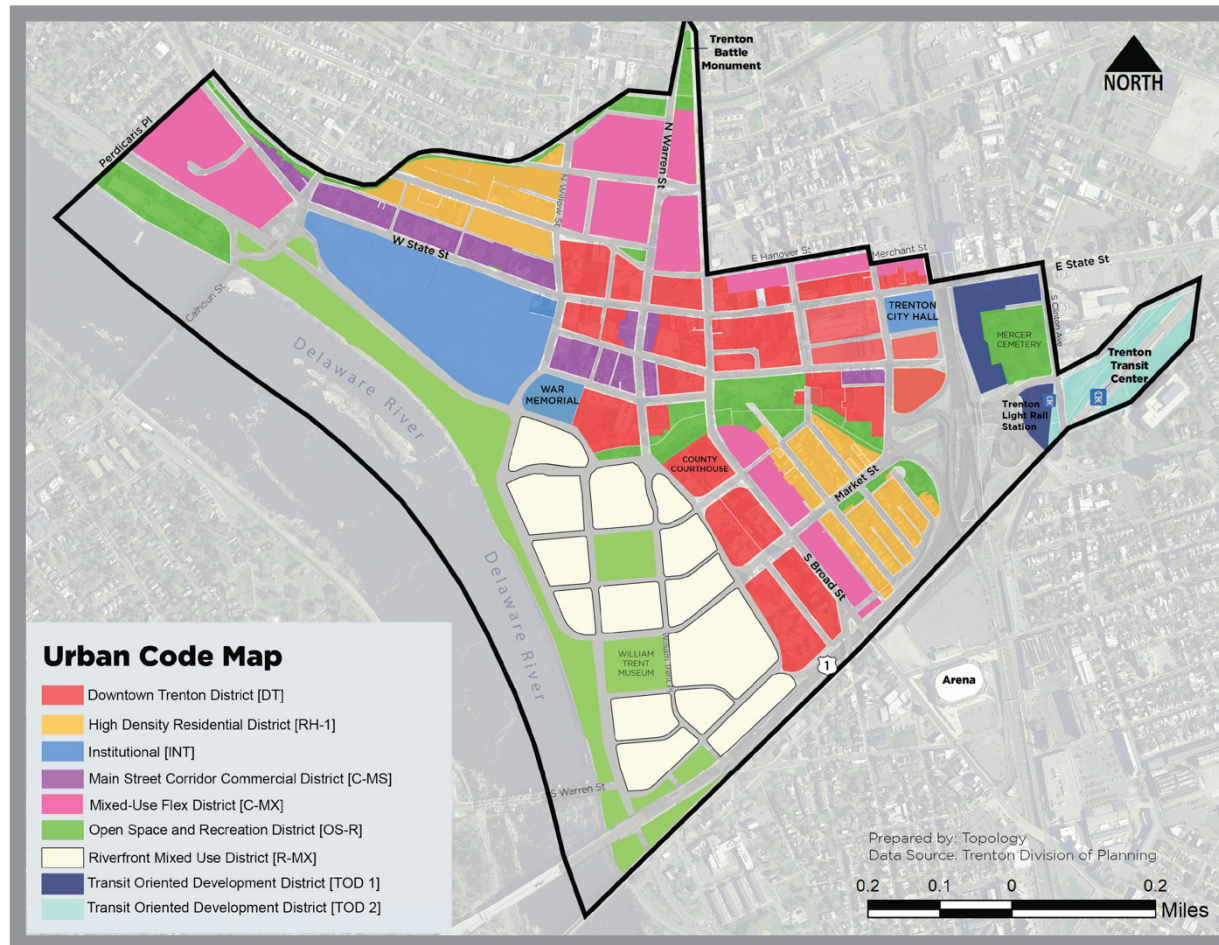 Trenton
Battle
Monument
NORTH
Perdicaris Pl
N Warren St
N Willow St
W State St
E Hanover St
Merchant St
E State St
S Clinton Ave
TRENTON
CITY HALL
MERCER
CEMETERY
Trenton
Transit
Center
Trenton
Light Rail
Station
Calhoun St
Delaware River
WAR
MEMORIAL
COUNTY
COURTHOUSE
Market St
S Broad St
Delaware River
WILLIAM
TRENT
MUSEUM
William Trent Pl
1
Arena
S Warren St
Urban Code Map
Downtown Trenton District [DT]
High Density Residential District [RH-1]
Institutional [INT]
Main Street Corridor Commercial District [C-MS]
Mixed-Use Flex District [C-MX]
Open Space and Recreation District [OS-R]
Riverfront Mixed Use District [R-MX]
Transit Oriented Development District [TOD 1]
Transit Oriented Development District [TOD 2]
Prepared by: Topology
Data Source: Trenton Division of Planning
0.2 0.1 0 0.2
Miles